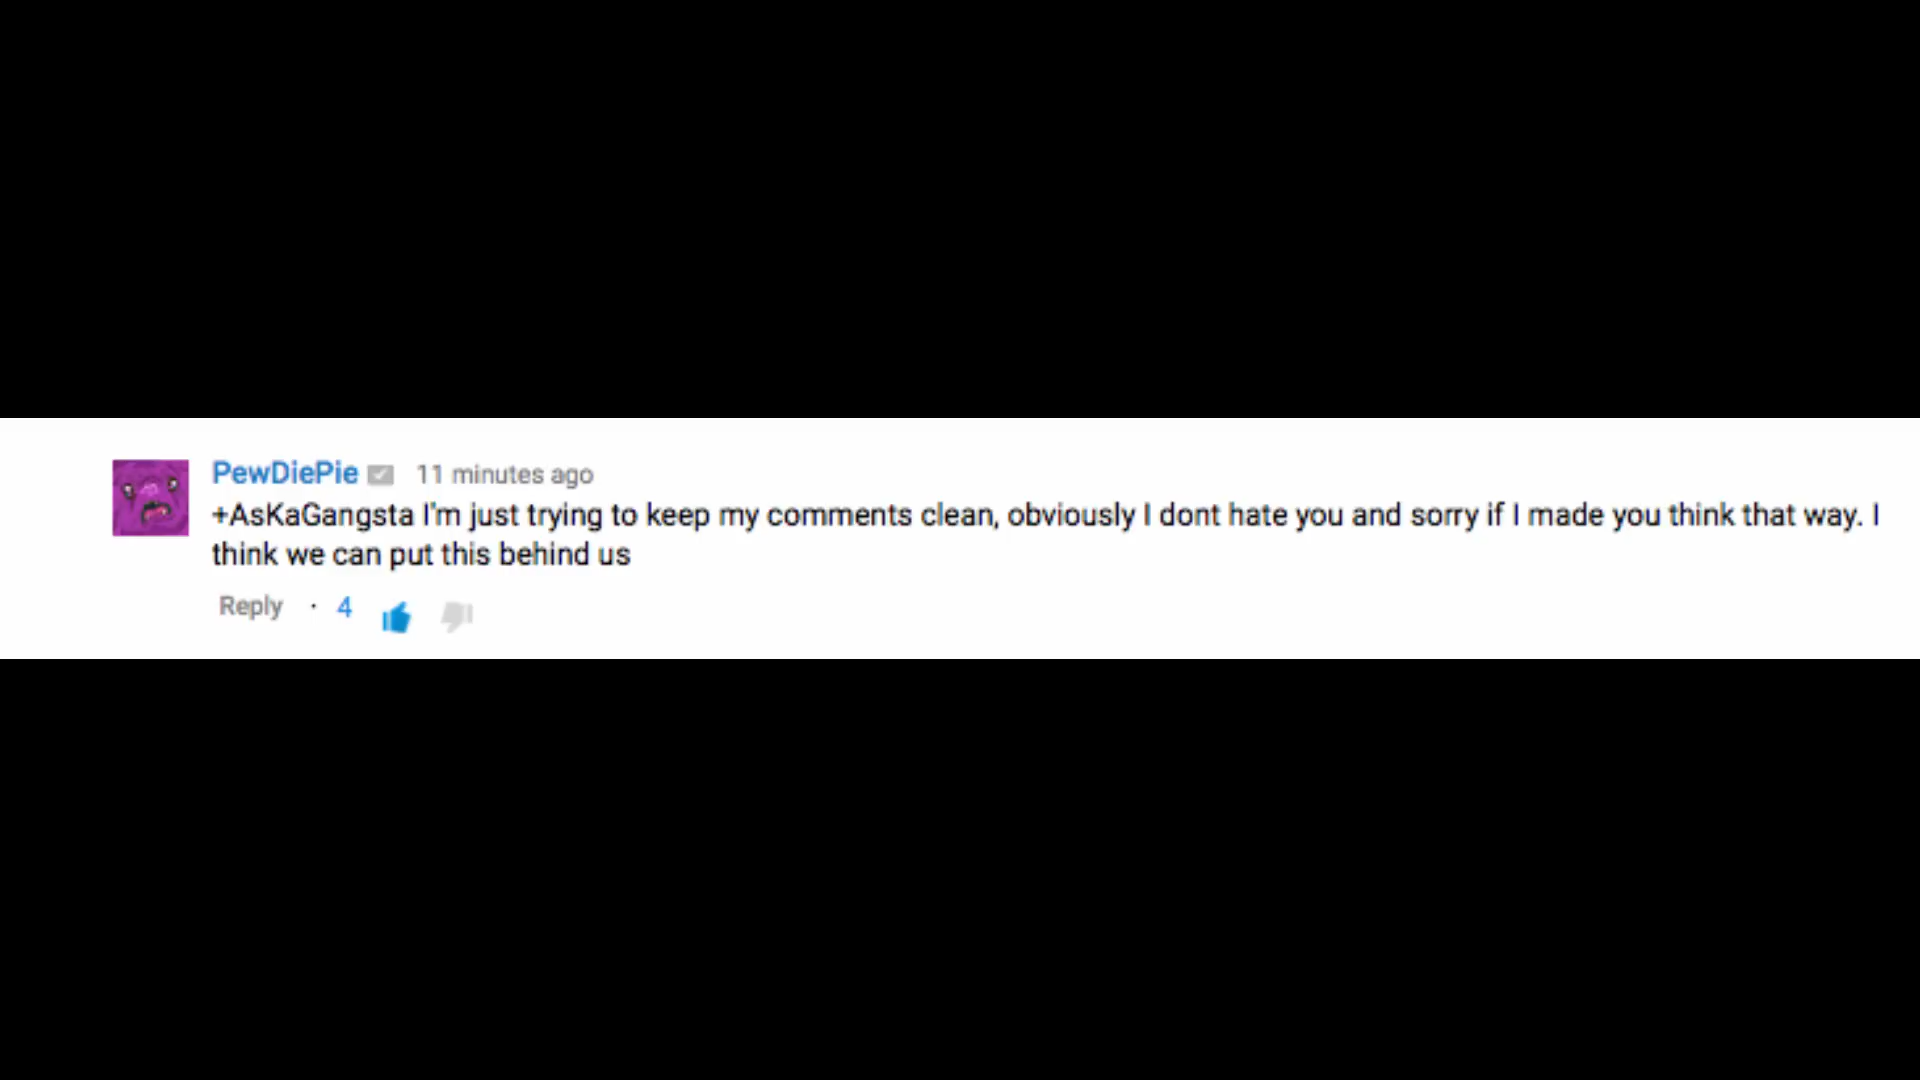 PewDiePie 11 minutes ago
+AsKaGangsta I'm just trying to keep my comments clean, obviously I dont hate you and sorry if I made you think that way. I
think we can put this behind us
Reply · 4